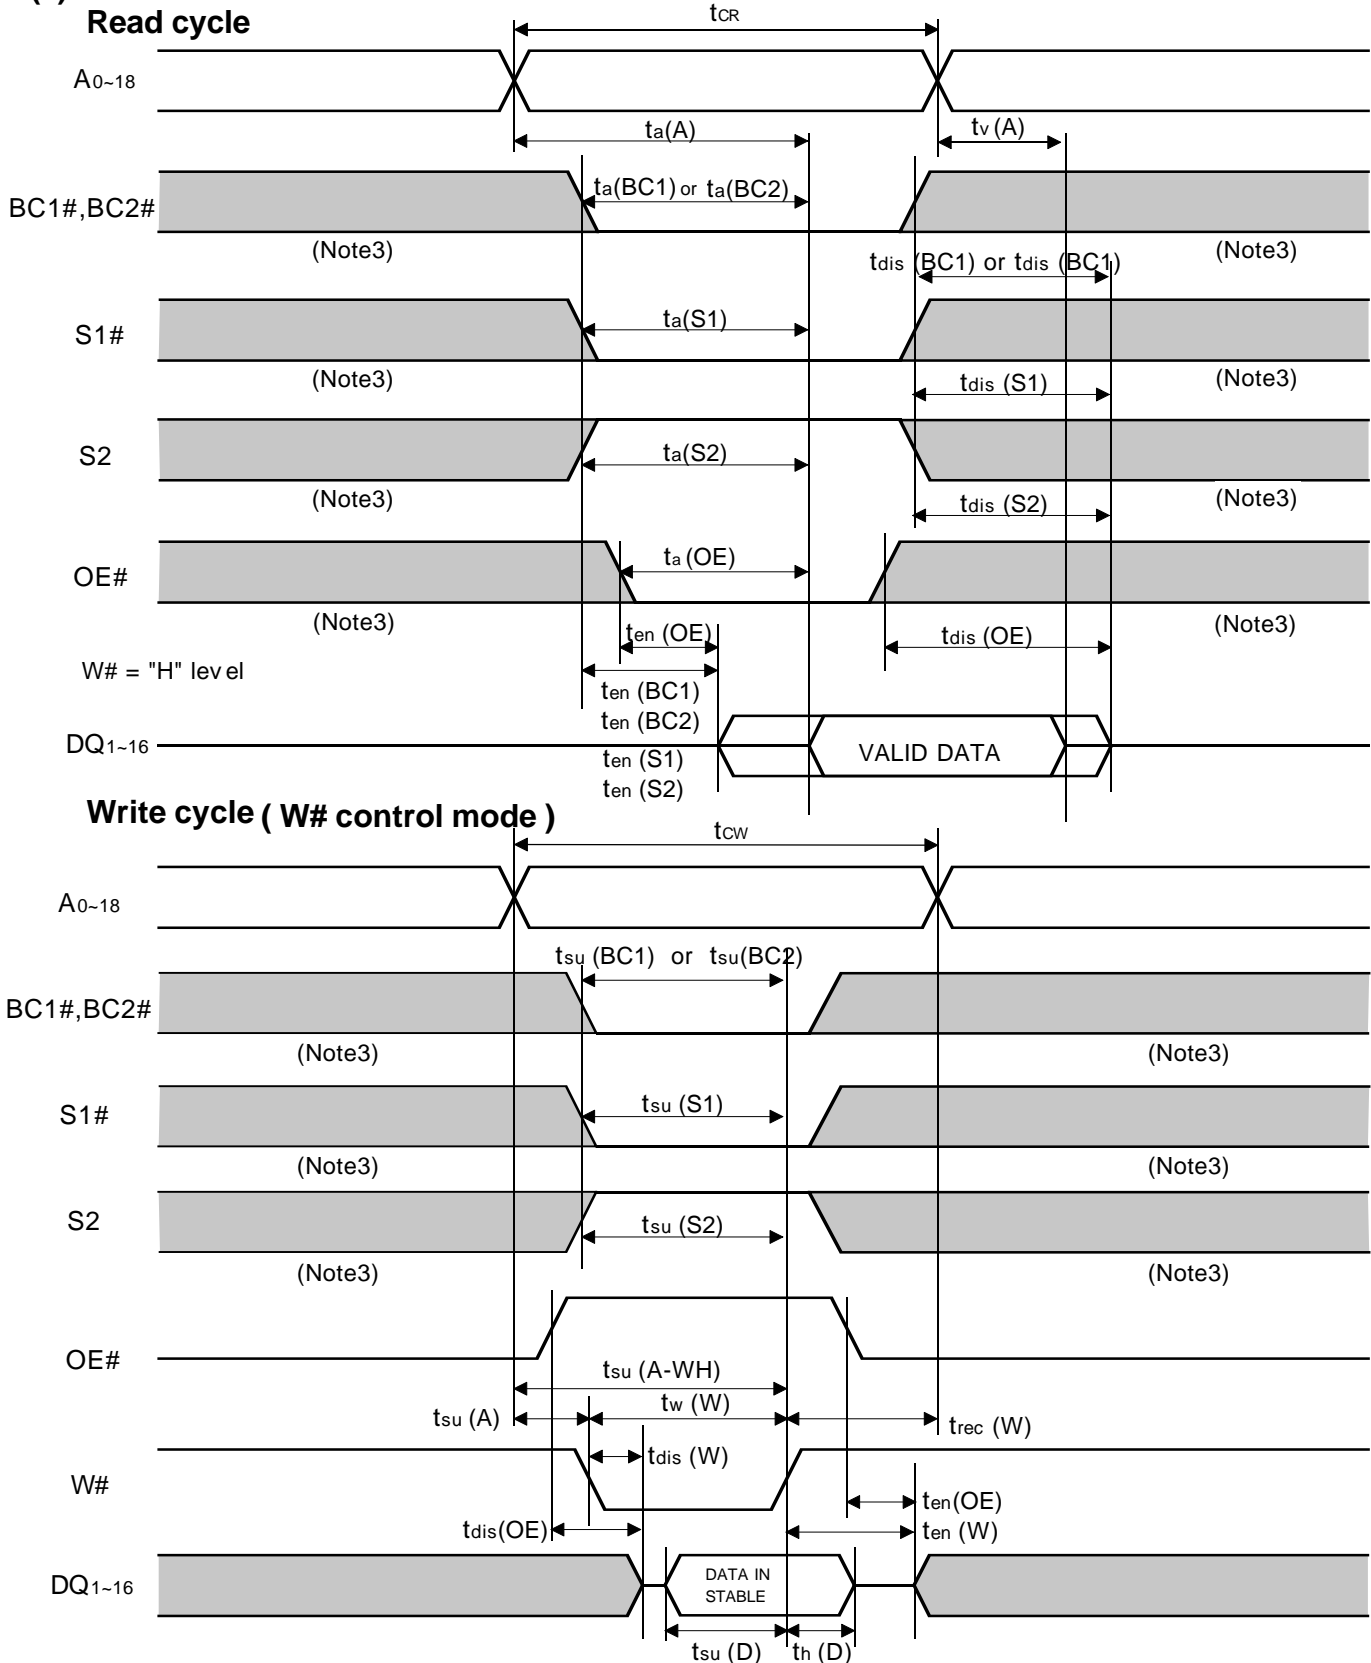 Read cycle
tCR
A0~18
ta(A)
tv (A)
ta(BC1) or ta(BC2)
BC1#,BC2#
(Note3)
(Note3)
tdis (BC1) or tdis (BC1)
S1#
ta(S1)
(Note3)
(Note3)
tdis (S1)
S2
ta(S2)
(Note3)
(Note3)
tdis (S2)
OE#
ta (OE)
(Note3)
(Note3)
ten (OE)
tdis (OE)
W# = "H" level
ten (BC1)
ten (BC2)
DQ1~16
VALID DATA
ten (S1)
ten (S2)
Write cycle ( W# control mode )
tCW
A0~18
tsu (BC1) or tsu(BC2)
BC1#,BC2#
(Note3)
(Note3)
S1#
tsu (S1)
(Note3)
(Note3)
S2
tsu (S2)
(Note3)
(Note3)
OE#
tsu (A-WH)
tsu (A)
tw (W)
trec (W)
tdis (W)
W#
ten(OE)
tdis(OE)
ten (W)
DQ1~16
DATA IN
STABLE
tsu (D)
th (D)